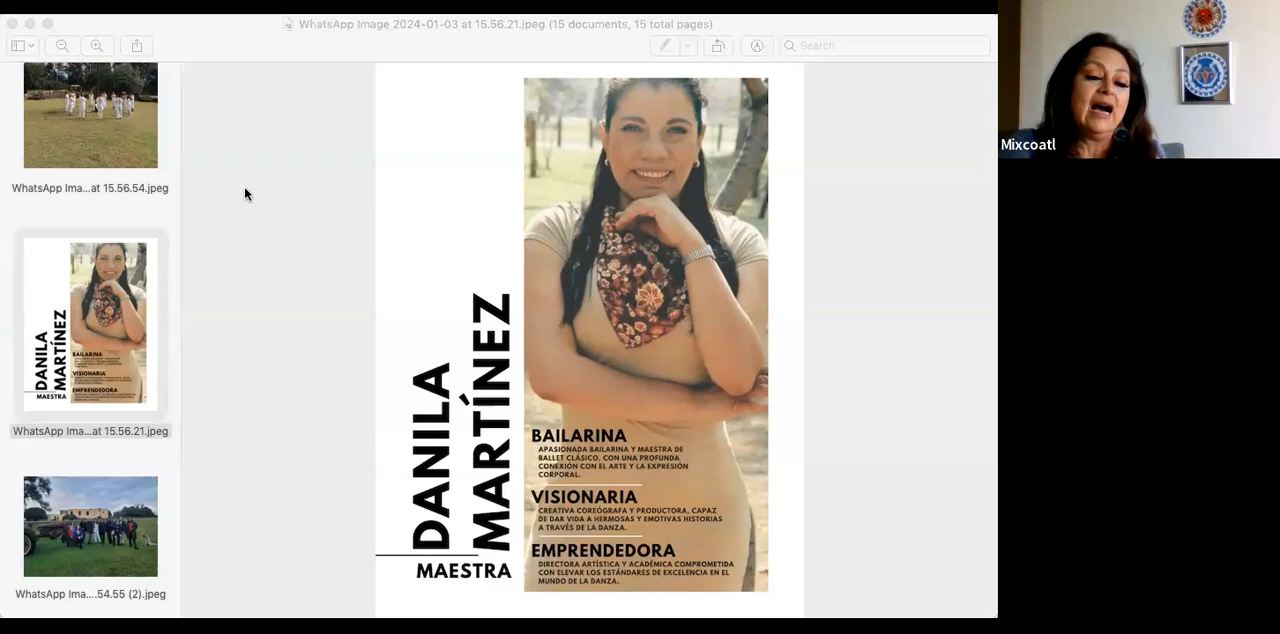 WhatsApp Image 2024-01-03 at 15.56.21.jpeg (15 documents, 15 total pages)
Search
WhatsApp Ima...at 15.56.54.jpeg
DANILA
MARTÍNEZ
MAESTRA
BAILARINA
VISIONARIA
EMPRENDEDORA
WhatsApp Ima...at 15.56.21.jpeg
WhatsApp Ima....54.55 (2).jpeg
DANILA
MARTÍNEZ
MAESTRA
BAILARINA
APASIONADA BAILARINA Y MAESTRA DE
BALLET CLÁSICO, CON UNA PROFUNDA
CONEXIÓN CON EL ARTE Y LA EXPRESIÓN
CORPORAL.
VISIONARIA
CREATIVA COREÓGRAFA Y PRODUCTORA, CAPAZ
DE DAR VIDA A HERMOSAS Y EMOTIVAS HISTORIAS
A TRAVÉS DE LA DANZA.
EMPRENDEDORA
DIRECTORA ARTÍSTICA Y ACADÉMICA COMPROMETIDA
CON ELEVAR LOS ESTÁNDARES DE EXCELENCIA EN EL
MUNDO DE LA DANZA.
Mixcoatl